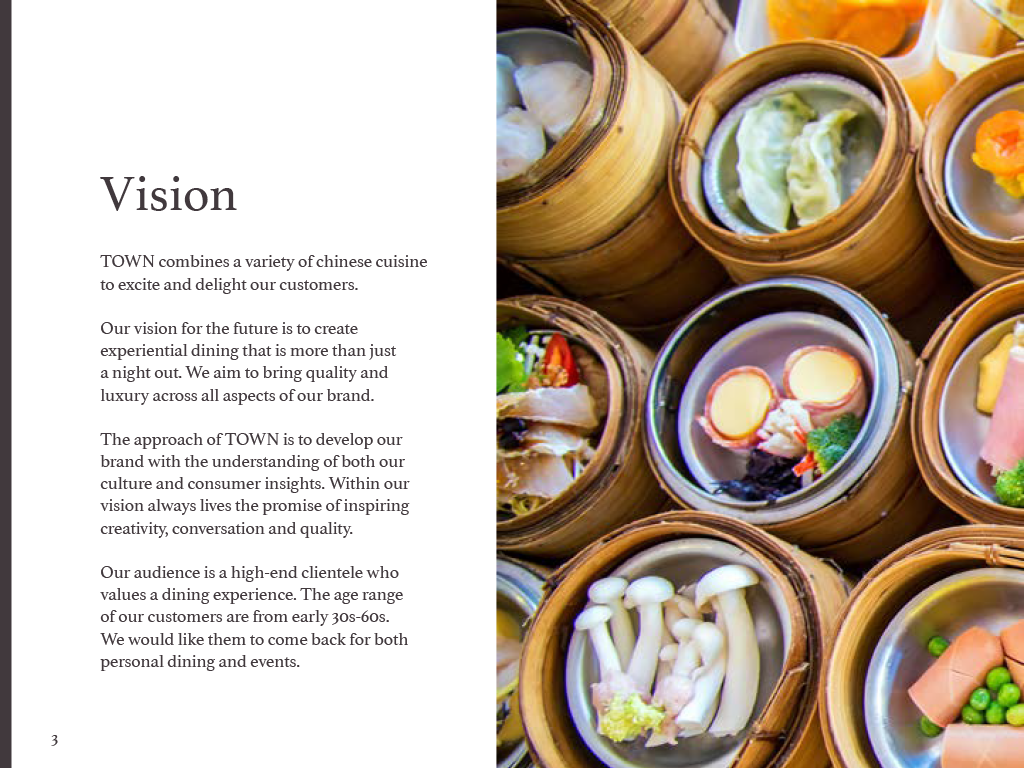 Vision
TOWN combines a variety of chinese cuisine
to excite and delight our customers.
Our vision for the future is to create
experiential dining that is more than just
a night out. We aim to bring quality and
luxury across all aspects of our brand.
The approach of TOWN is to develop our
brand with the understanding of both our
culture and consumer insights. Within our
vision always lives the promise of inspiring
creativity, conversation and quality.
Our audience is a high-end clientele who
values a dining experience. The age range
of our customers are from early 30s-60s.
We would like them to come back for both
personal dining and events.
3